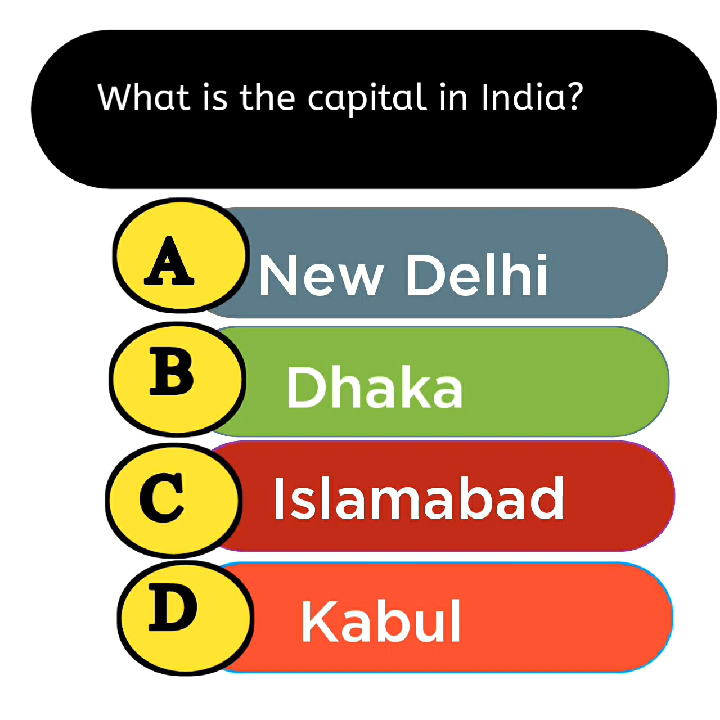 What is the capital in India?
A New Delhi
B Dhaka
C Islamabad
D Kabul